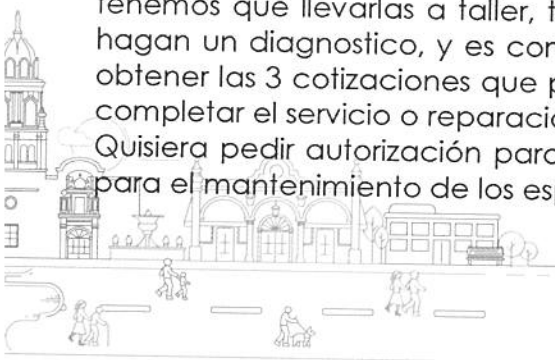 tenemos que llevarlas a taller, t
hagan un diagnostico, y es con
obtener las 3 cotizaciones que p
completar el servicio o reparació
Quisiera pedir autorización para
para el mantenimiento de los es